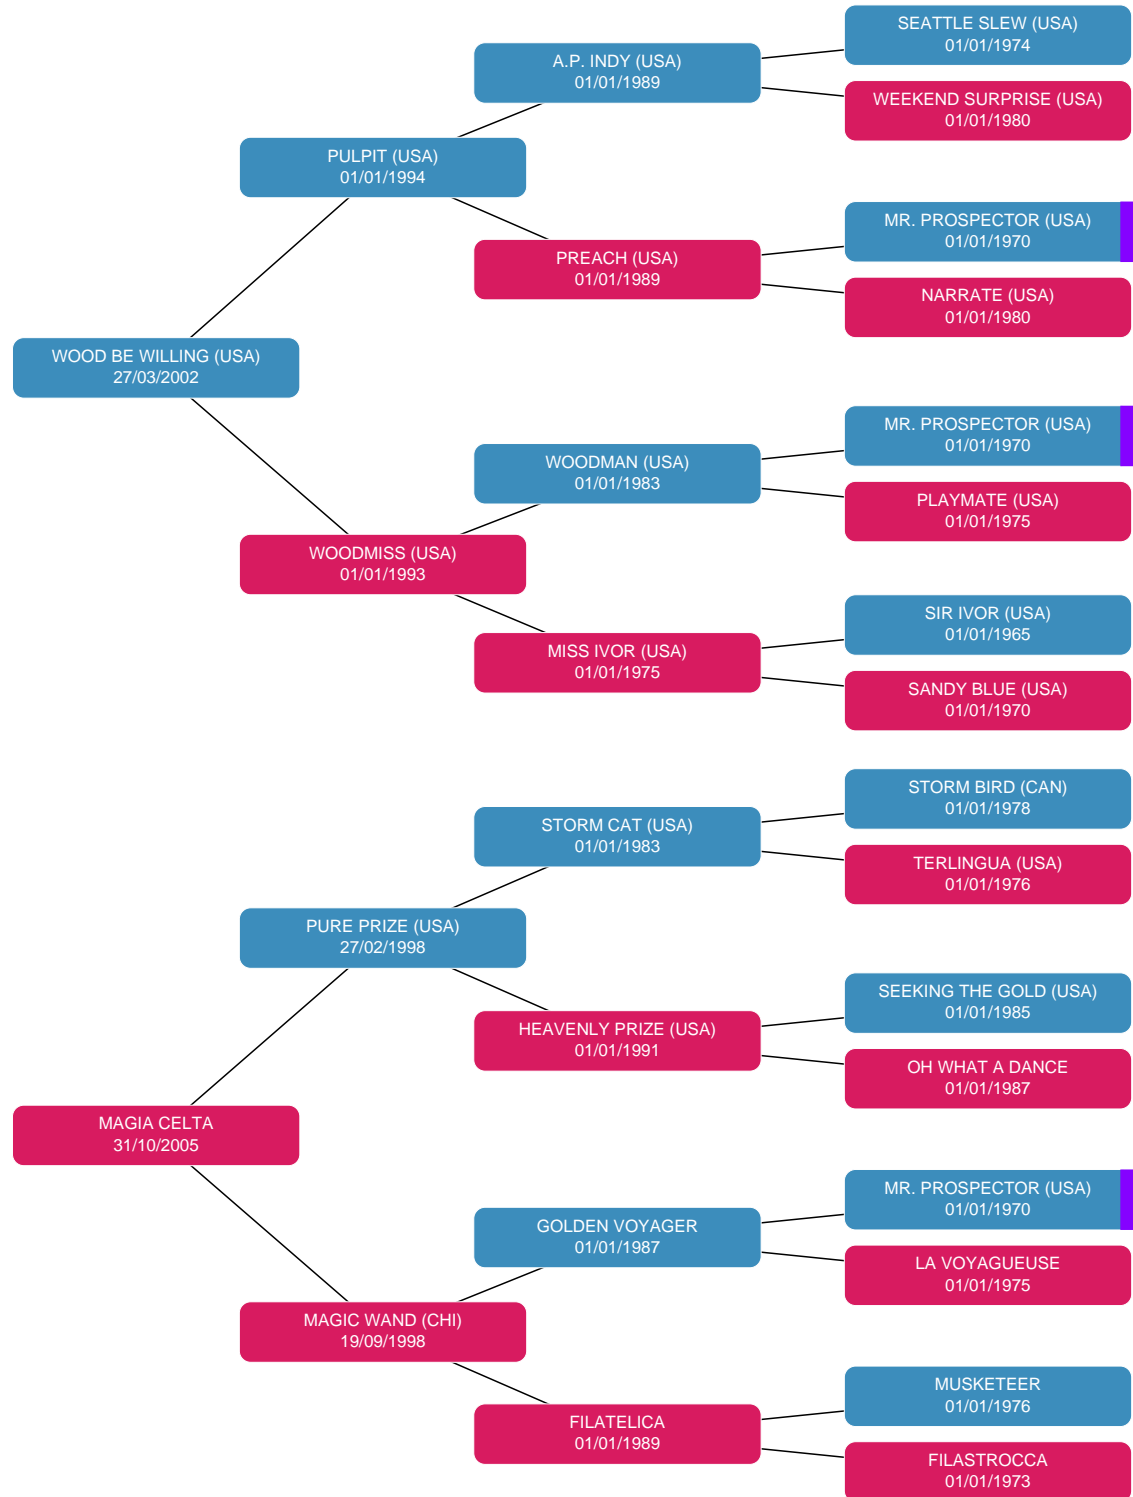 SEATTLE SLEW (USA)
01/01/1974
A.P. INDY (USA)
01/01/1989
WEEKEND SURPRISE (USA)
01/01/1980
PULPIT (USA)
01/01/1994
MR. PROSPECTOR (USA)
01/01/1970
PREACH (USA)
01/01/1989
NARRATE (USA)
01/01/1980
WOOD BE WILLING (USA)
27/03/2002
MR. PROSPECTOR (USA)
01/01/1970
WOODMAN (USA)
01/01/1983
PLAYMATE (USA)
01/01/1975
WOODMISS (USA)
01/01/1993
SIR IVOR (USA)
01/01/1965
MISS IVOR (USA)
01/01/1975
SANDY BLUE (USA)
01/01/1970
STORM BIRD (CAN)
01/01/1978
STORM CAT (USA)
01/01/1983
TERLINGUA (USA)
01/01/1976
PURE PRIZE (USA)
27/02/1998
SEEKING THE GOLD (USA)
01/01/1985
HEAVENLY PRIZE (USA)
01/01/1991
OH WHAT A DANCE
01/01/1987
MAGIA CELTA
31/10/2005
MR. PROSPECTOR (USA)
01/01/1970
GOLDEN VOYAGER
01/01/1987
LA VOYAGUEUSE
01/01/1975
MAGIC WAND (CHI)
19/09/1998
MUSKETEER
01/01/1976
FILATELICA
01/01/1989
FILASTROCCA
01/01/1973